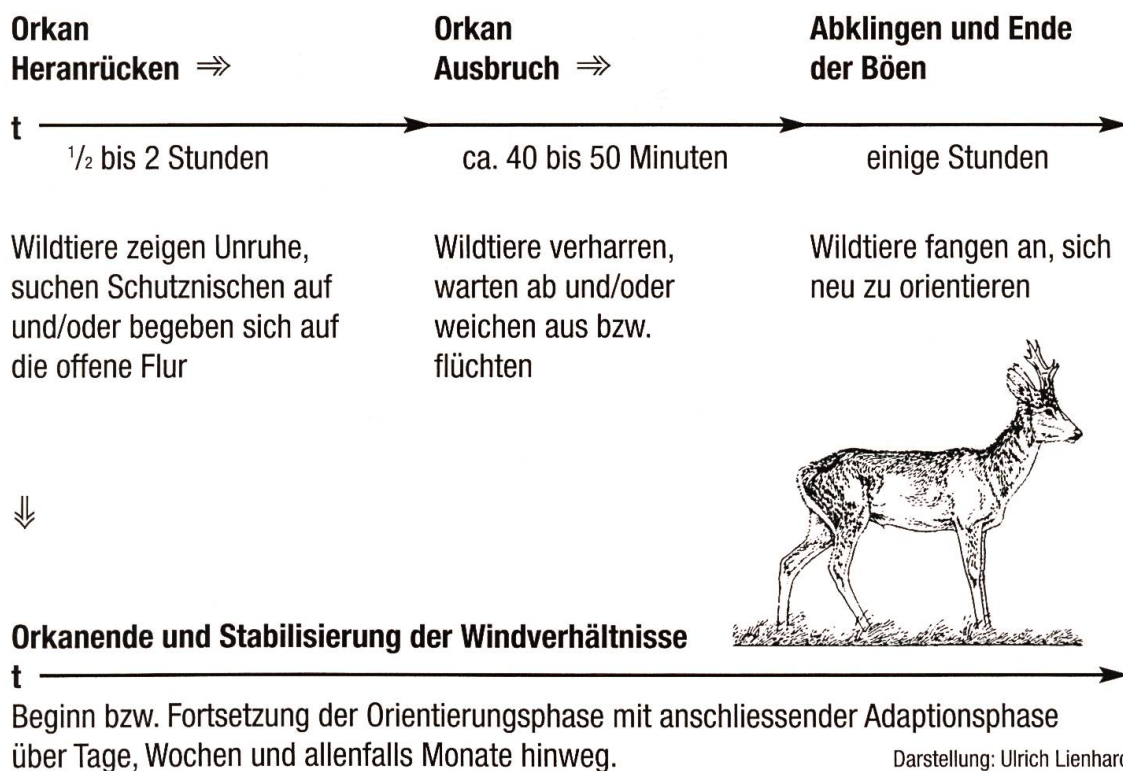 Orkan
Heranrücken ⇒
Orkan
Ausbruch ⇒
Abklingen und Ende
der Böen
t
1/2 bis 2 Stunden
ca. 40 bis 50 Minuten
einige Stunden
Wildtiere zeigen Unruhe,
suchen Schutznischen auf
und/oder begeben sich auf
die offene Flur
Wildtiere verharren,
warten ab und/oder
weichen aus bzw.
flüchten
Wildtiere fangen an, sich
neu zu orientieren
⇓
Orkanende und Stabilisierung der Windverhältnisse
t
Beginn bzw. Fortsetzung der Orientierungsphase mit anschliessender Adaptionsphase
über Tage, Wochen und allenfalls Monate hinweg.
Darstellung: Ulrich Lienhard